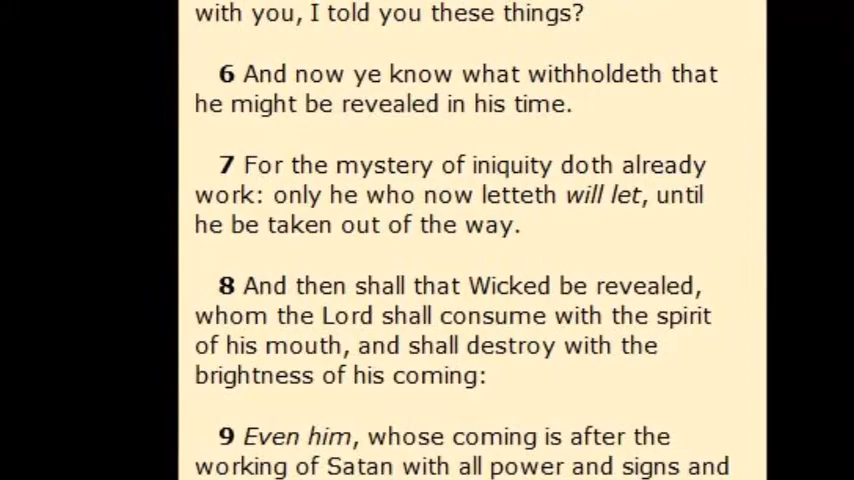 with you, I told you these things?
6 And now ye know what withholdeth that
he might be revealed in his time.
7 For the mystery of iniquity doth already
work: only he who now letteth will let, until
he be taken out of the way.
8 And then shall that Wicked be revealed,
whom the Lord shall consume with the spirit
of his mouth, and shall destroy with the
brightness of his coming:
9 Even him, whose coming is after the
working of Satan with all power and signs and